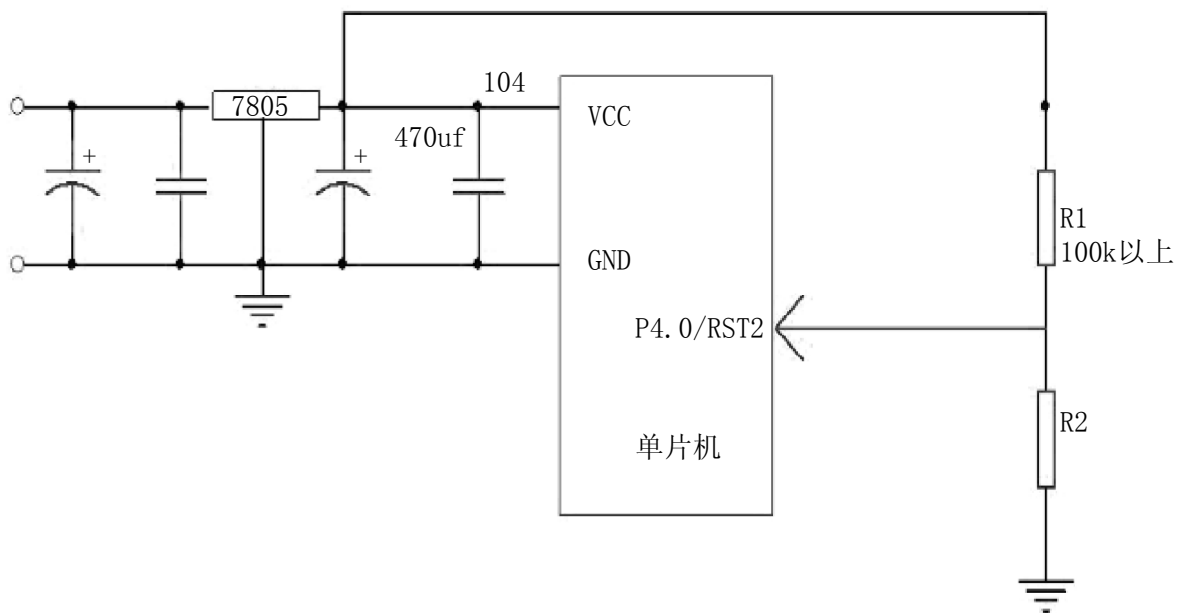 104
7805
470uf
+
+
VCC
GND
P4.0/RST2
单片机
R1
100k以上
R2